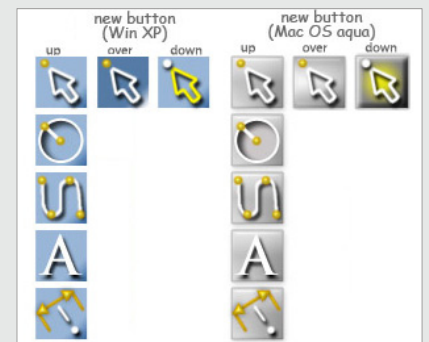 new button
(Win XP)
up over down
new button
(Mac OS aqua)
up over down
A
A